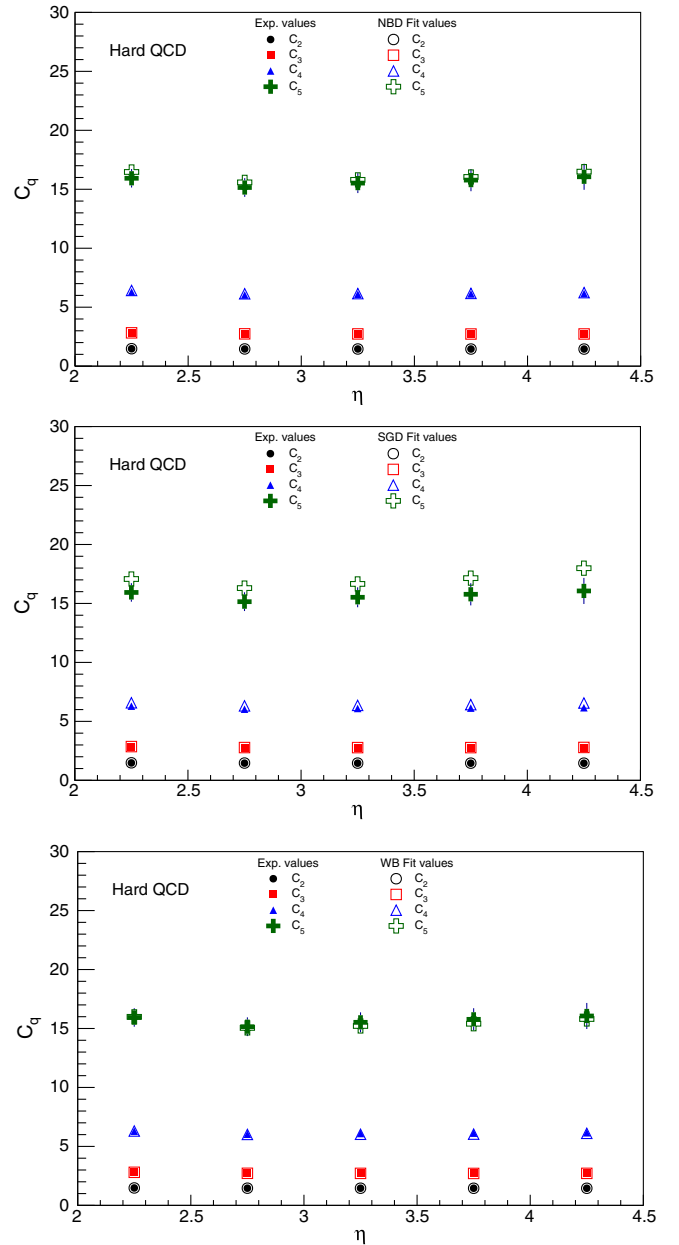 30
Exp. values NBD Fit values
Hard QCD
C2 C2
C3 C3
C4 C4
C5 C5
25
20
15
10
5
0
Cq
2 2.5 3 3.5 4 4.5
η
30
Exp. values SGD Fit values
Hard QCD
C2 C2
C3 C3
C4 C4
C5 C5
25
20
15
10
5
0
Cq
2 2.5 3 3.5 4 4.5
η
30
Exp. values WB Fit values
Hard QCD
C2 C2
C3 C3
C4 C4
C5 C5
25
20
15
10
5
0
Cq
2 2.5 3 3.5 4 4.5
η